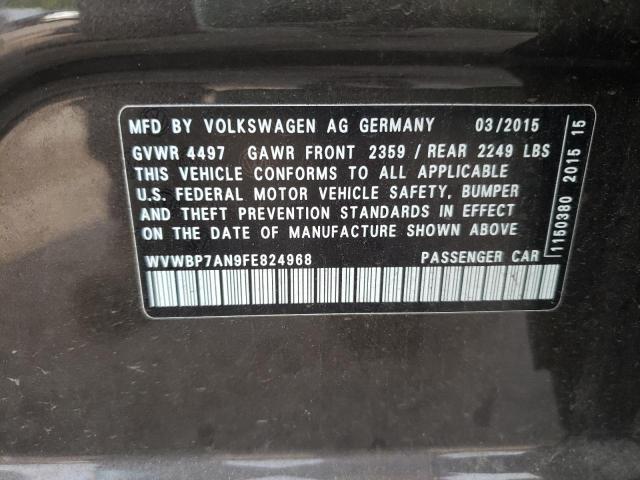 MFD BY VOLKSWAGEN AG GERMANY 03/2015
GVWR 4497 GAWR FRONT 2359 / REAR 2249 LBS
THIS VEHICLE CONFORMS TO ALL APPLICABLE
U.S. FEDERAL MOTOR VEHICLE SAFETY, BUMPER
AND THEFT PREVENTION STANDARDS IN EFFECT
ON THE DATE OF MANUFACTURE SHOWN ABOVE
WVWBP7AN9FE824968 PASSENGER CAR
1150380 2015 15